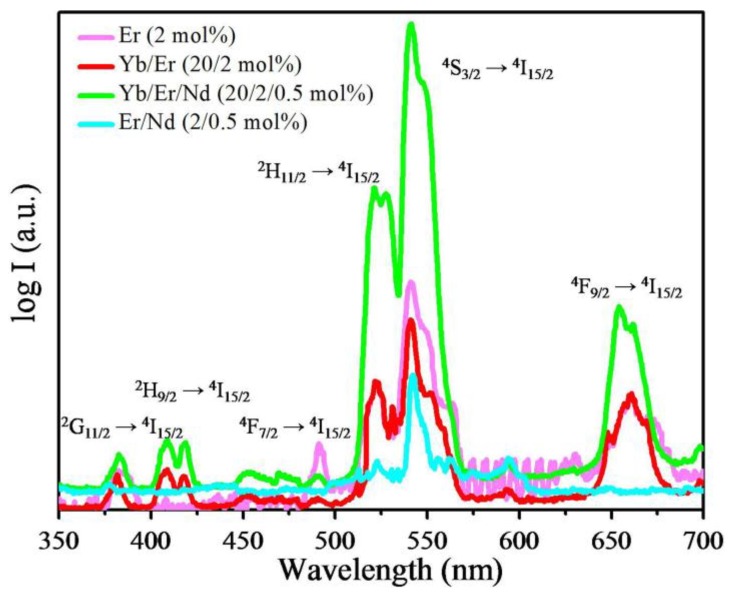 Er (2 mol%)
Yb/Er (20/2 mol%)
Yb/Er/Nd (20/2/0.5 mol%)
Er/Nd (2/0.5 mol%)
⁴S₃/₂ → ⁴I₁₅/₂
²H₁₁/₂ → ⁴I₁₅/₂
⁴F₉/₂ → ⁴I₁₅/₂
²H₉/₂ → ⁴I₁₅/₂
²G₁₁/₂ → ⁴I₁₅/₂
⁴F₇/₂ → ⁴I₁₅/₂
log I (a.u.)
350 400 450 500 550 600 650 700
Wavelength (nm)